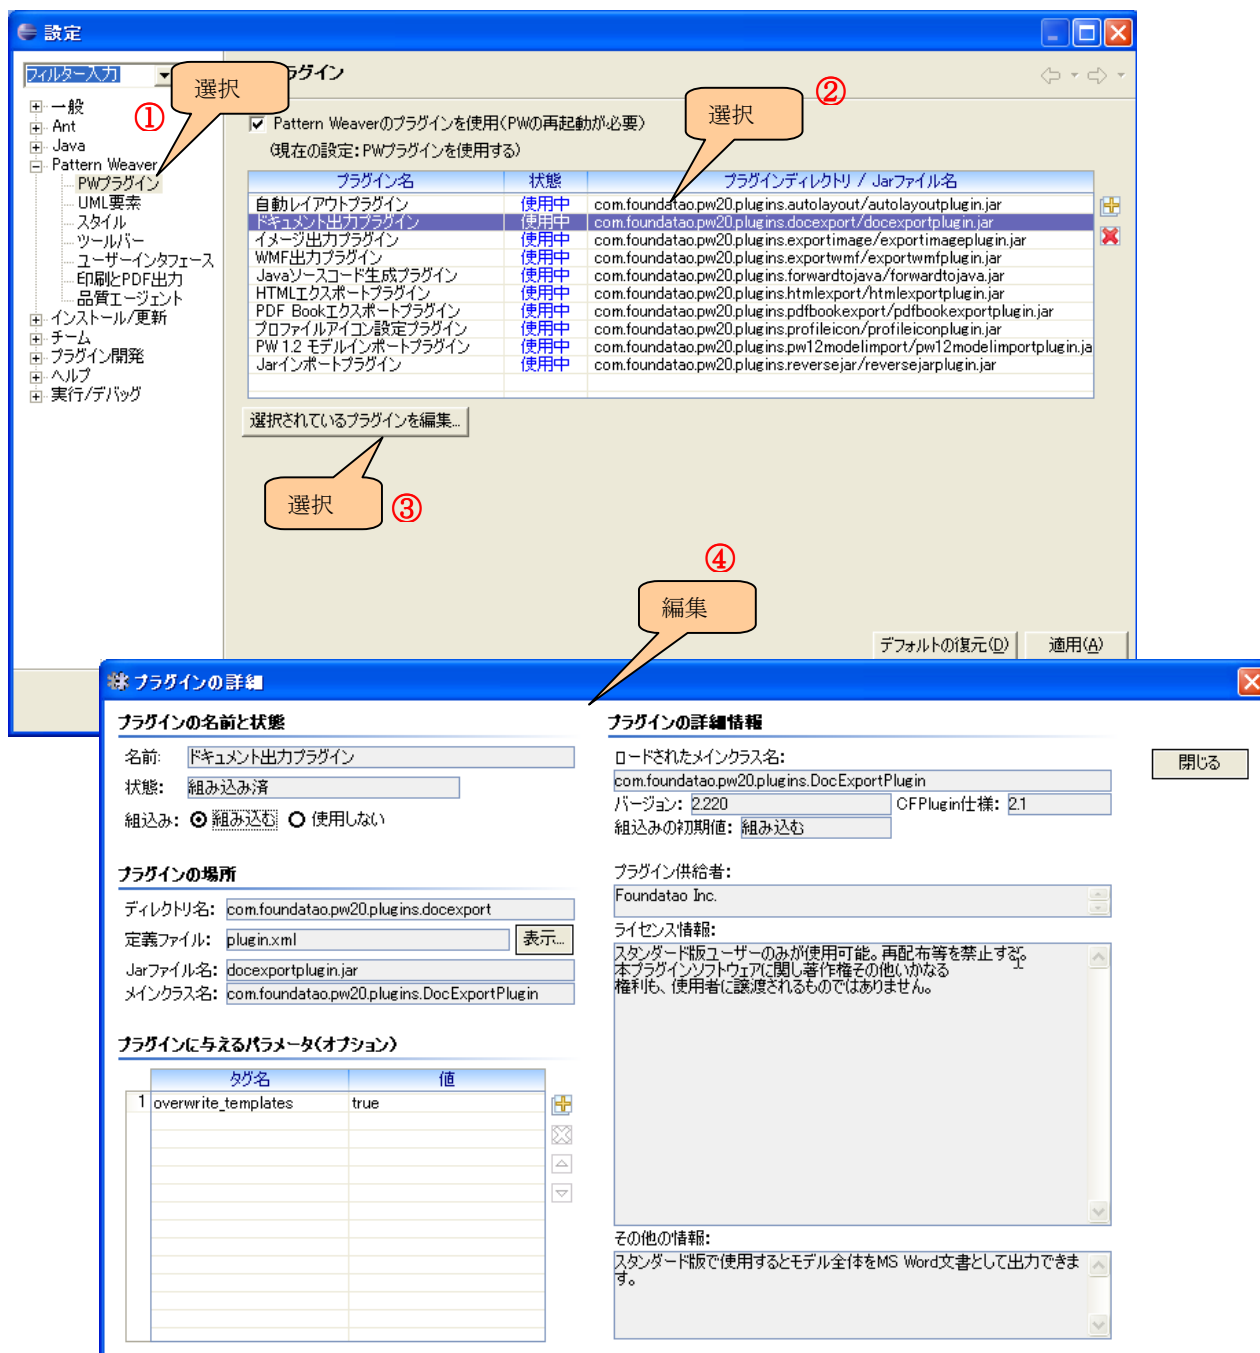 設定
フィルター入力
選択
ラグイン
①
②
選択
一般
Ant
Java
Pattern Weaver
PWプラグイン
UML要素
スタイル
ツールバー
ユーザーインタフェース
印刷とPDF出力
品質エージェント
インストール/更新
チーム
プラグイン開発
ヘルプ
実行/デバッグ
Pattern Weaverのプラグインを使用(PWの再起動が必要)
(現在の設定:PWプラグインを使用する)
プラグイン名 状態 プラグインディレクトリ / Jarファイル名
自動レイアウトプラグイン 使用中 com.foundatao.pw20.plugins.autolayout/autolayoutplugin.jar
ドキュメント出力プラグイン 使用中 com.foundatao.pw20.plugins.docexport/docexportplugin.jar
イメージ出力プラグイン 使用中 com.foundatao.pw20.plugins.exportimage/exportimageplugin.jar
WMF出力プラグイン 使用中 com.foundatao.pw20.plugins.exportwmf/exportwmfplugin.jar
Javaソースコード生成プラグイン 使用中 com.foundatao.pw20.plugins.forwardtojava/forwardtojava.jar
HTMLエクスポートプラグイン 使用中 com.foundatao.pw20.plugins.htmlexport/htmlexportplugin.jar
PDF Bookエクスポートプラグイン 使用中 com.foundatao.pw20.plugins.pdfbookexport/pdfbookexportplugin.jar
プロファイルアイコン設定プラグイン 使用中 com.foundatao.pw20.plugins.profileicon/profileiconplugin.jar
PW 1.2 モデルインポートプラグイン 使用中 com.foundatao.pw20.plugins.pw12modelimport/pw12modelimportplugin.ja
Jarインポートプラグイン 使用中 com.foundatao.pw20.plugins.reversejar/reversejarplugin.jar
選択されているプラグインを編集...
選択
③
④
編集
デフォルトの復元(D) 適用(A)
プラグインの詳細
プラグインの名前と状態
名前: ドキュメント出力プラグイン
状態: 組み込み済
組込み: 組み込む 使用しない
プラグインの場所
ディレクトリ名: com.foundatao.pw20.plugins.docexport
定義ファイル: plugin.xml 表示...
Jarファイル名: docexportplugin.jar
メインクラス名: com.foundatao.pw20.plugins.DocExportPlugin
プラグインに与えるパラメータ(オプション)
タグ名 値
1 overwrite_templates true
プラグインの詳細情報
ロードされたメインクラス名:
com.foundatao.pw20.plugins.DocExportPlugin
バージョン: 2.220 CFPlugin仕様: 2.1
組込みの初期値: 組み込む
プラグイン供給者:
Foundatao Inc.
ライセンス情報:
スタンダード版ユーザーのみが使用可能。再配布等を禁止する。
本プラグインソフトウェアに関し著作権その他いかなる
権利も、使用者に譲渡されるものではありません。
その他の情報:
スタンダード版で使用するとモデル全体をMS Word文書として出力できま
す。
閉じる